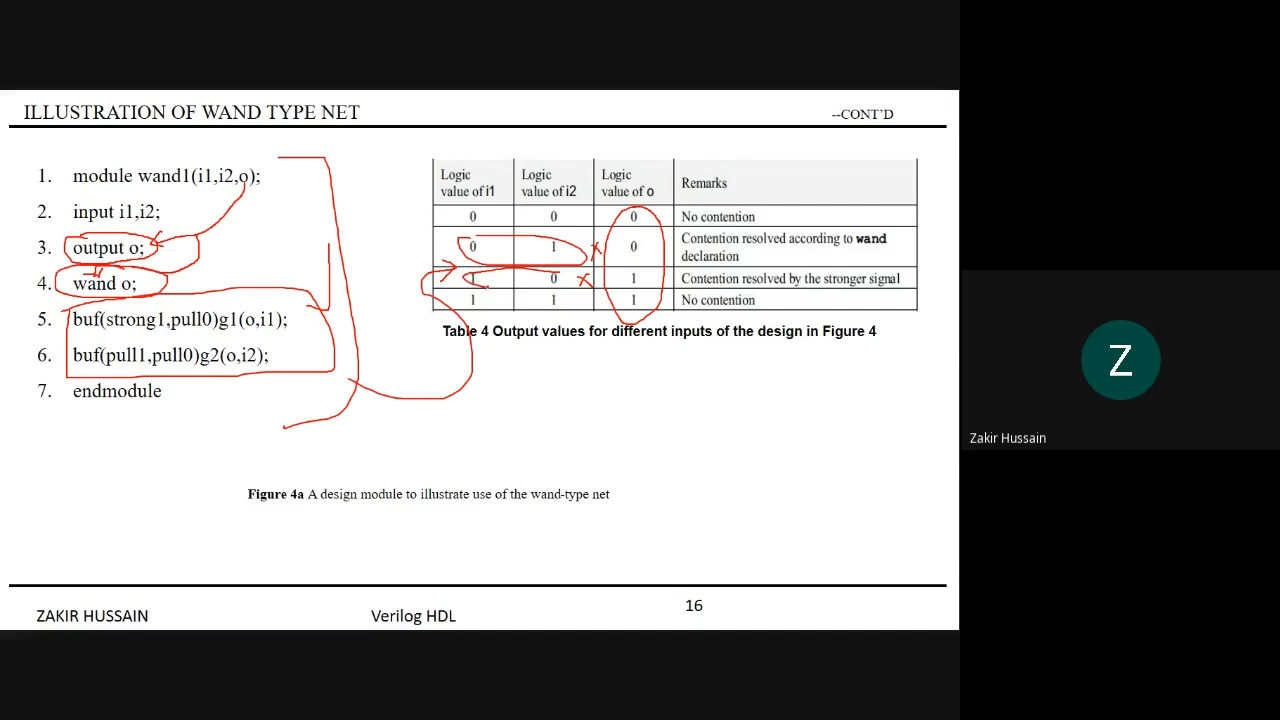 ILLUSTRATION OF WAND TYPE NET
--CONT'D
1. module wand1(i1,i2,o);
2. input i1,i2;
3. output o;
4. wand o;
5. buf(strong1,pull0)g1(o,i1);
6. buf(pull1,pull0)g2(o,i2);
7. endmodule
Logic value of i1 Logic value of i2 Logic value of o Remarks
0 0 0 No contention
0 1 0 Contention resolved according to wand declaration
1 0 1 Contention resolved by the stronger signal
1 1 1 No contention
Table 4 Output values for different inputs of the design in Figure 4
Figure 4a A design module to illustrate use of the wand-type net
ZAKIR HUSSAIN
Verilog HDL
16
Z
Zakir Hussain